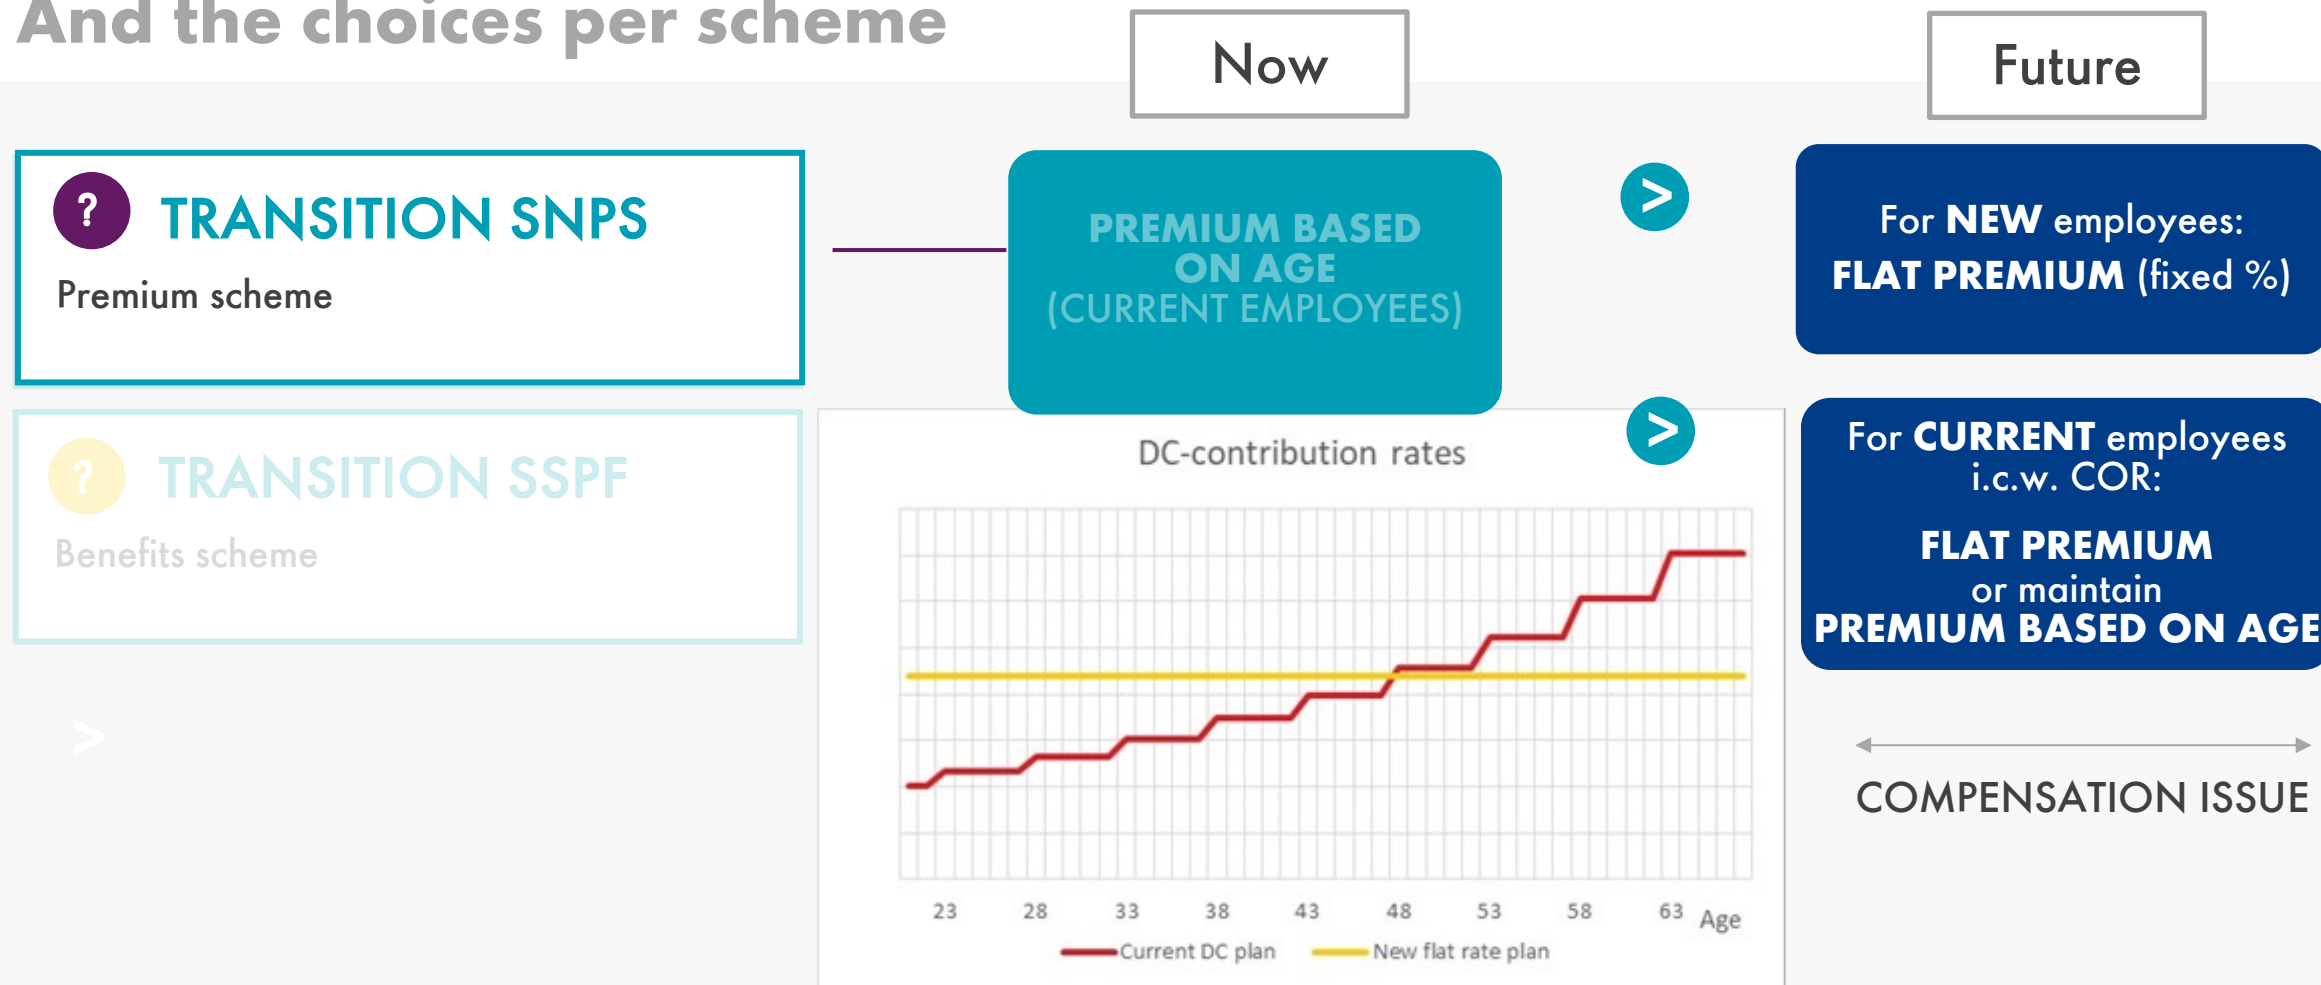 And the choices per scheme
Now
Future
?
TRANSITION SNPS
Premium scheme
PREMIUM BASED
ON AGE
(CURRENT EMPLOYEES)
>
For NEW employees:
FLAT PREMIUM (fixed %)
?
TRANSITION SSPF
Benefits scheme
>
DC-contribution rates
>
23 28 33 38 43 48 53 58 63 Age
Current DC plan New flat rate plan
For CURRENT employees
i.c.w. COR:
FLAT PREMIUM
or maintain
PREMIUM BASED ON AGE
COMPENSATION ISSUE